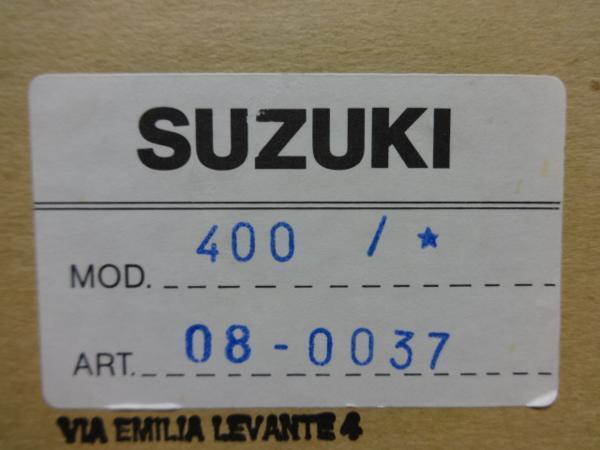 SUZUKI
MOD. 400 / ★
ART. 08-0037
VIA EMILIA LEVANTE 4